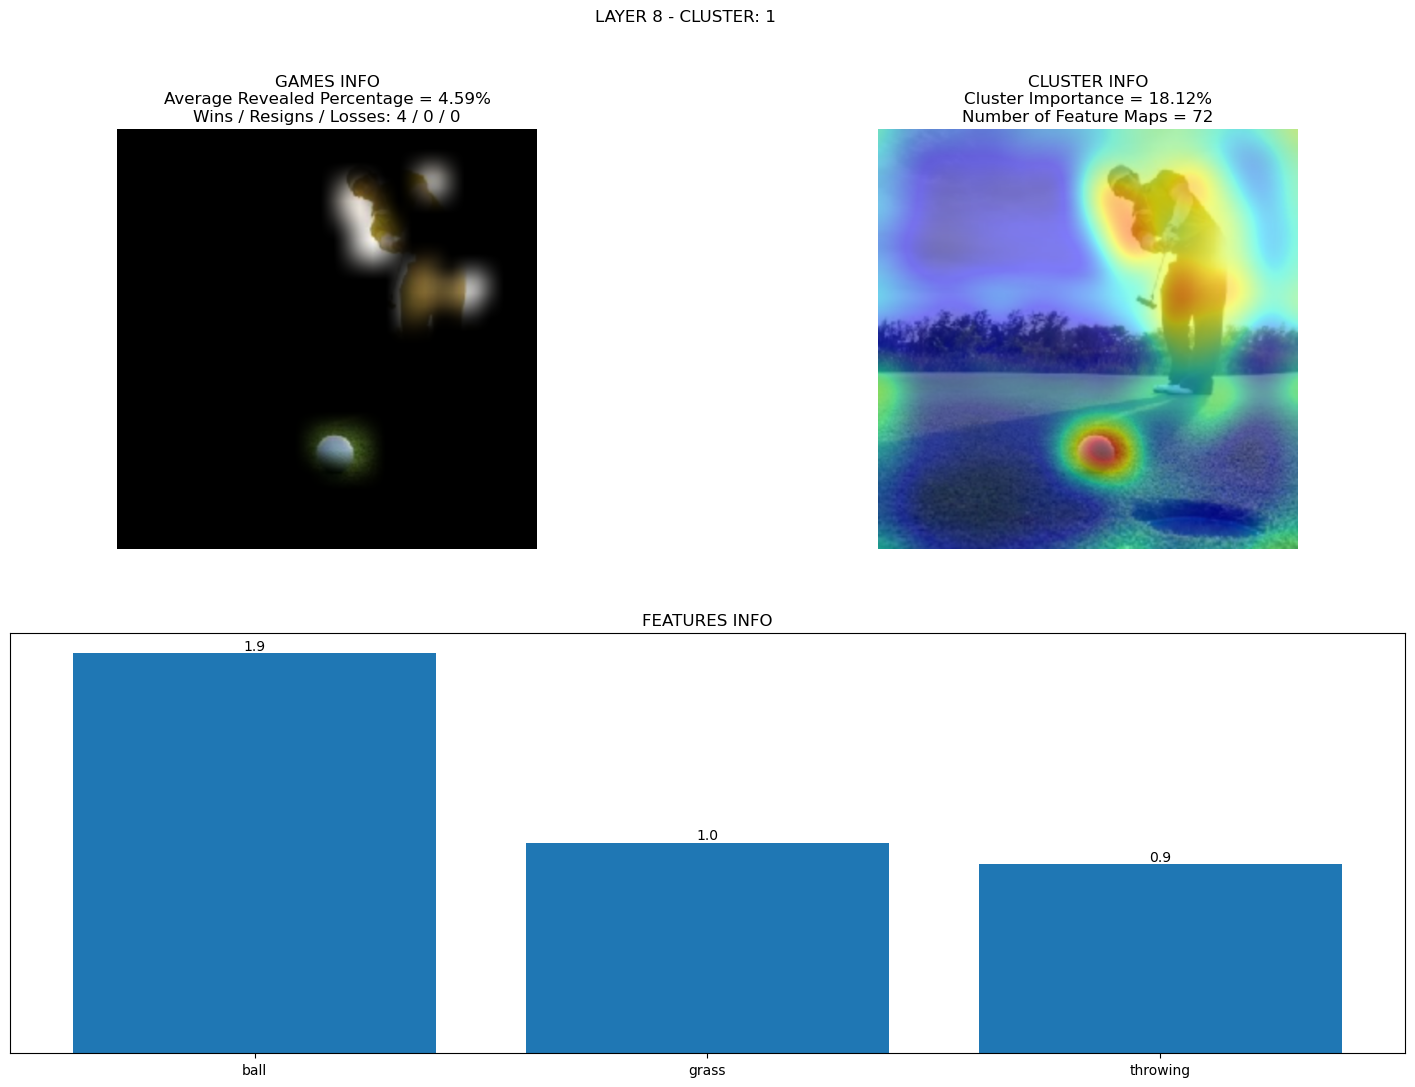 LAYER 8 - CLUSTER: 1
GAMES INFO
Average Revealed Percentage = 4.59%
Wins / Resigns / Losses: 4 / 0 / 0
CLUSTER INFO
Cluster Importance = 18.12%
Number of Feature Maps = 72
FEATURES INFO
1.9
1.0
0.9
ball
grass
throwing